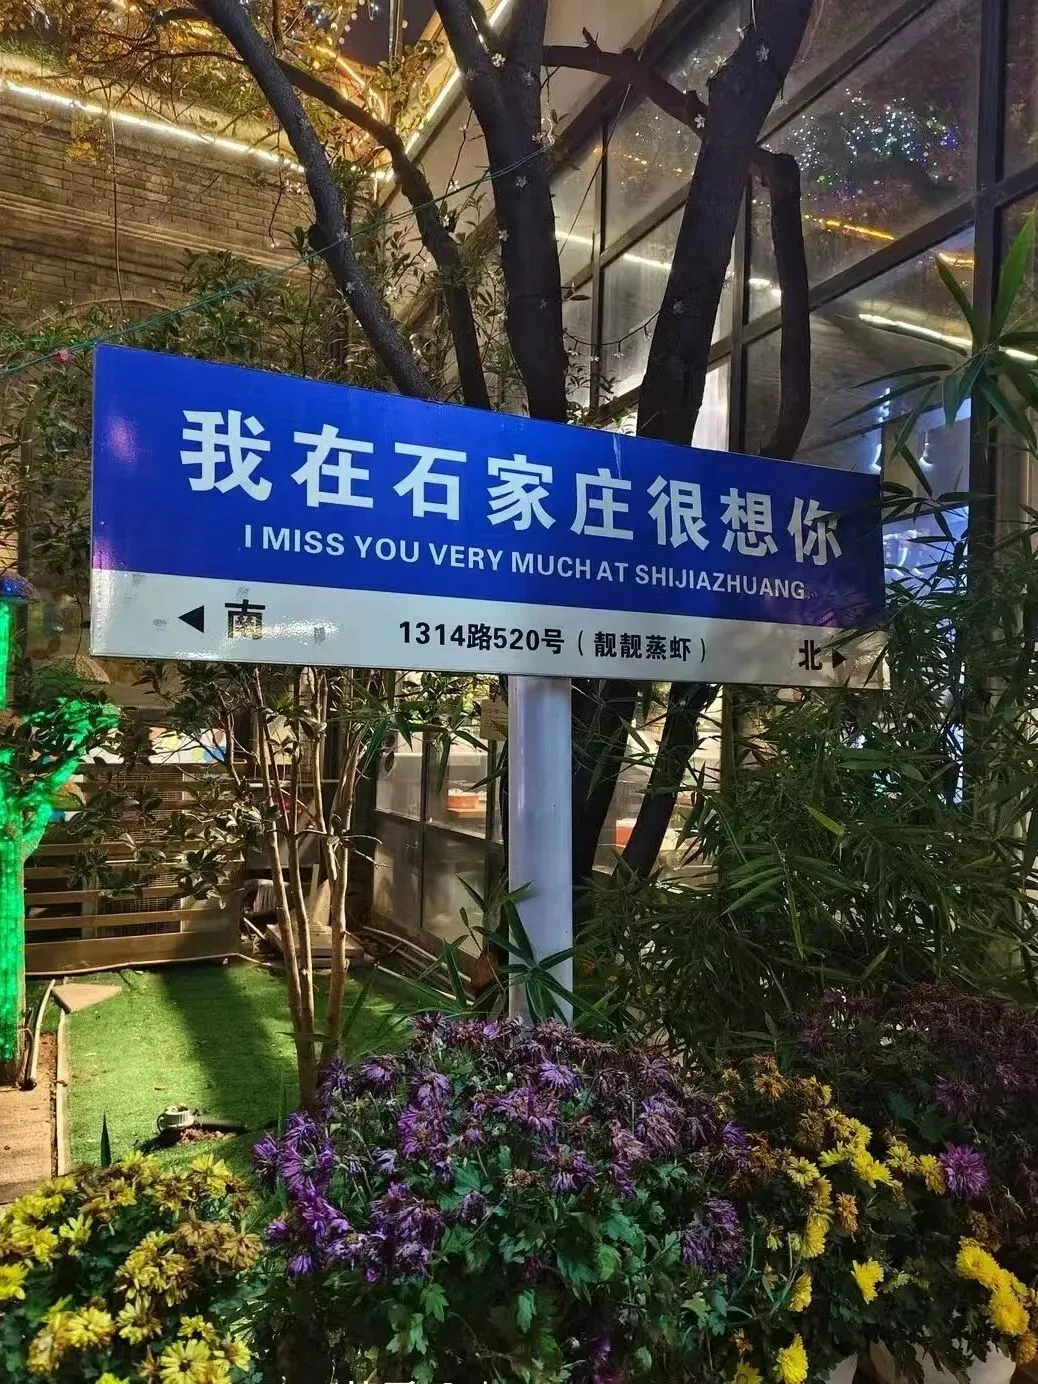 我在石家庄很想你
I MISS YOU VERY MUCH AT SHIJIAZHUANG
◀ 南 1314路520号（靓靓蒸虾） 北 ▶